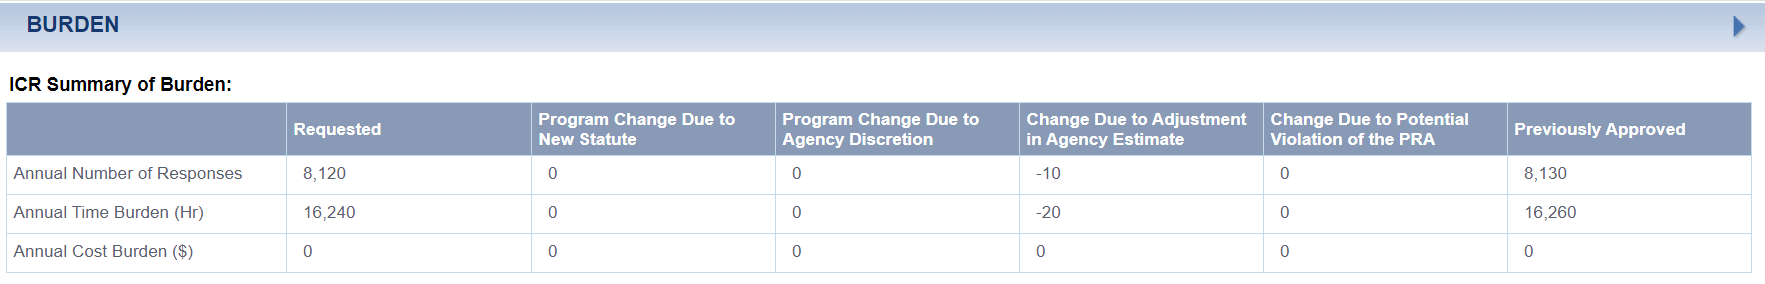 BURDEN
ICR Summary of Burden:
Requested
Program Change Due to
New Statute
Program Change Due to
Agency Discretion
Change Due to Adjustment
in Agency Estimate
Change Due to Potential
Violation of the PRA
Previously Approved
Annual Number of Responses 8,120 0 0 -10 0 8,130
Annual Time Burden (Hr) 16,240 0 0 -20 0 16,260
Annual Cost Burden ($) 0 0 0 0 0 0